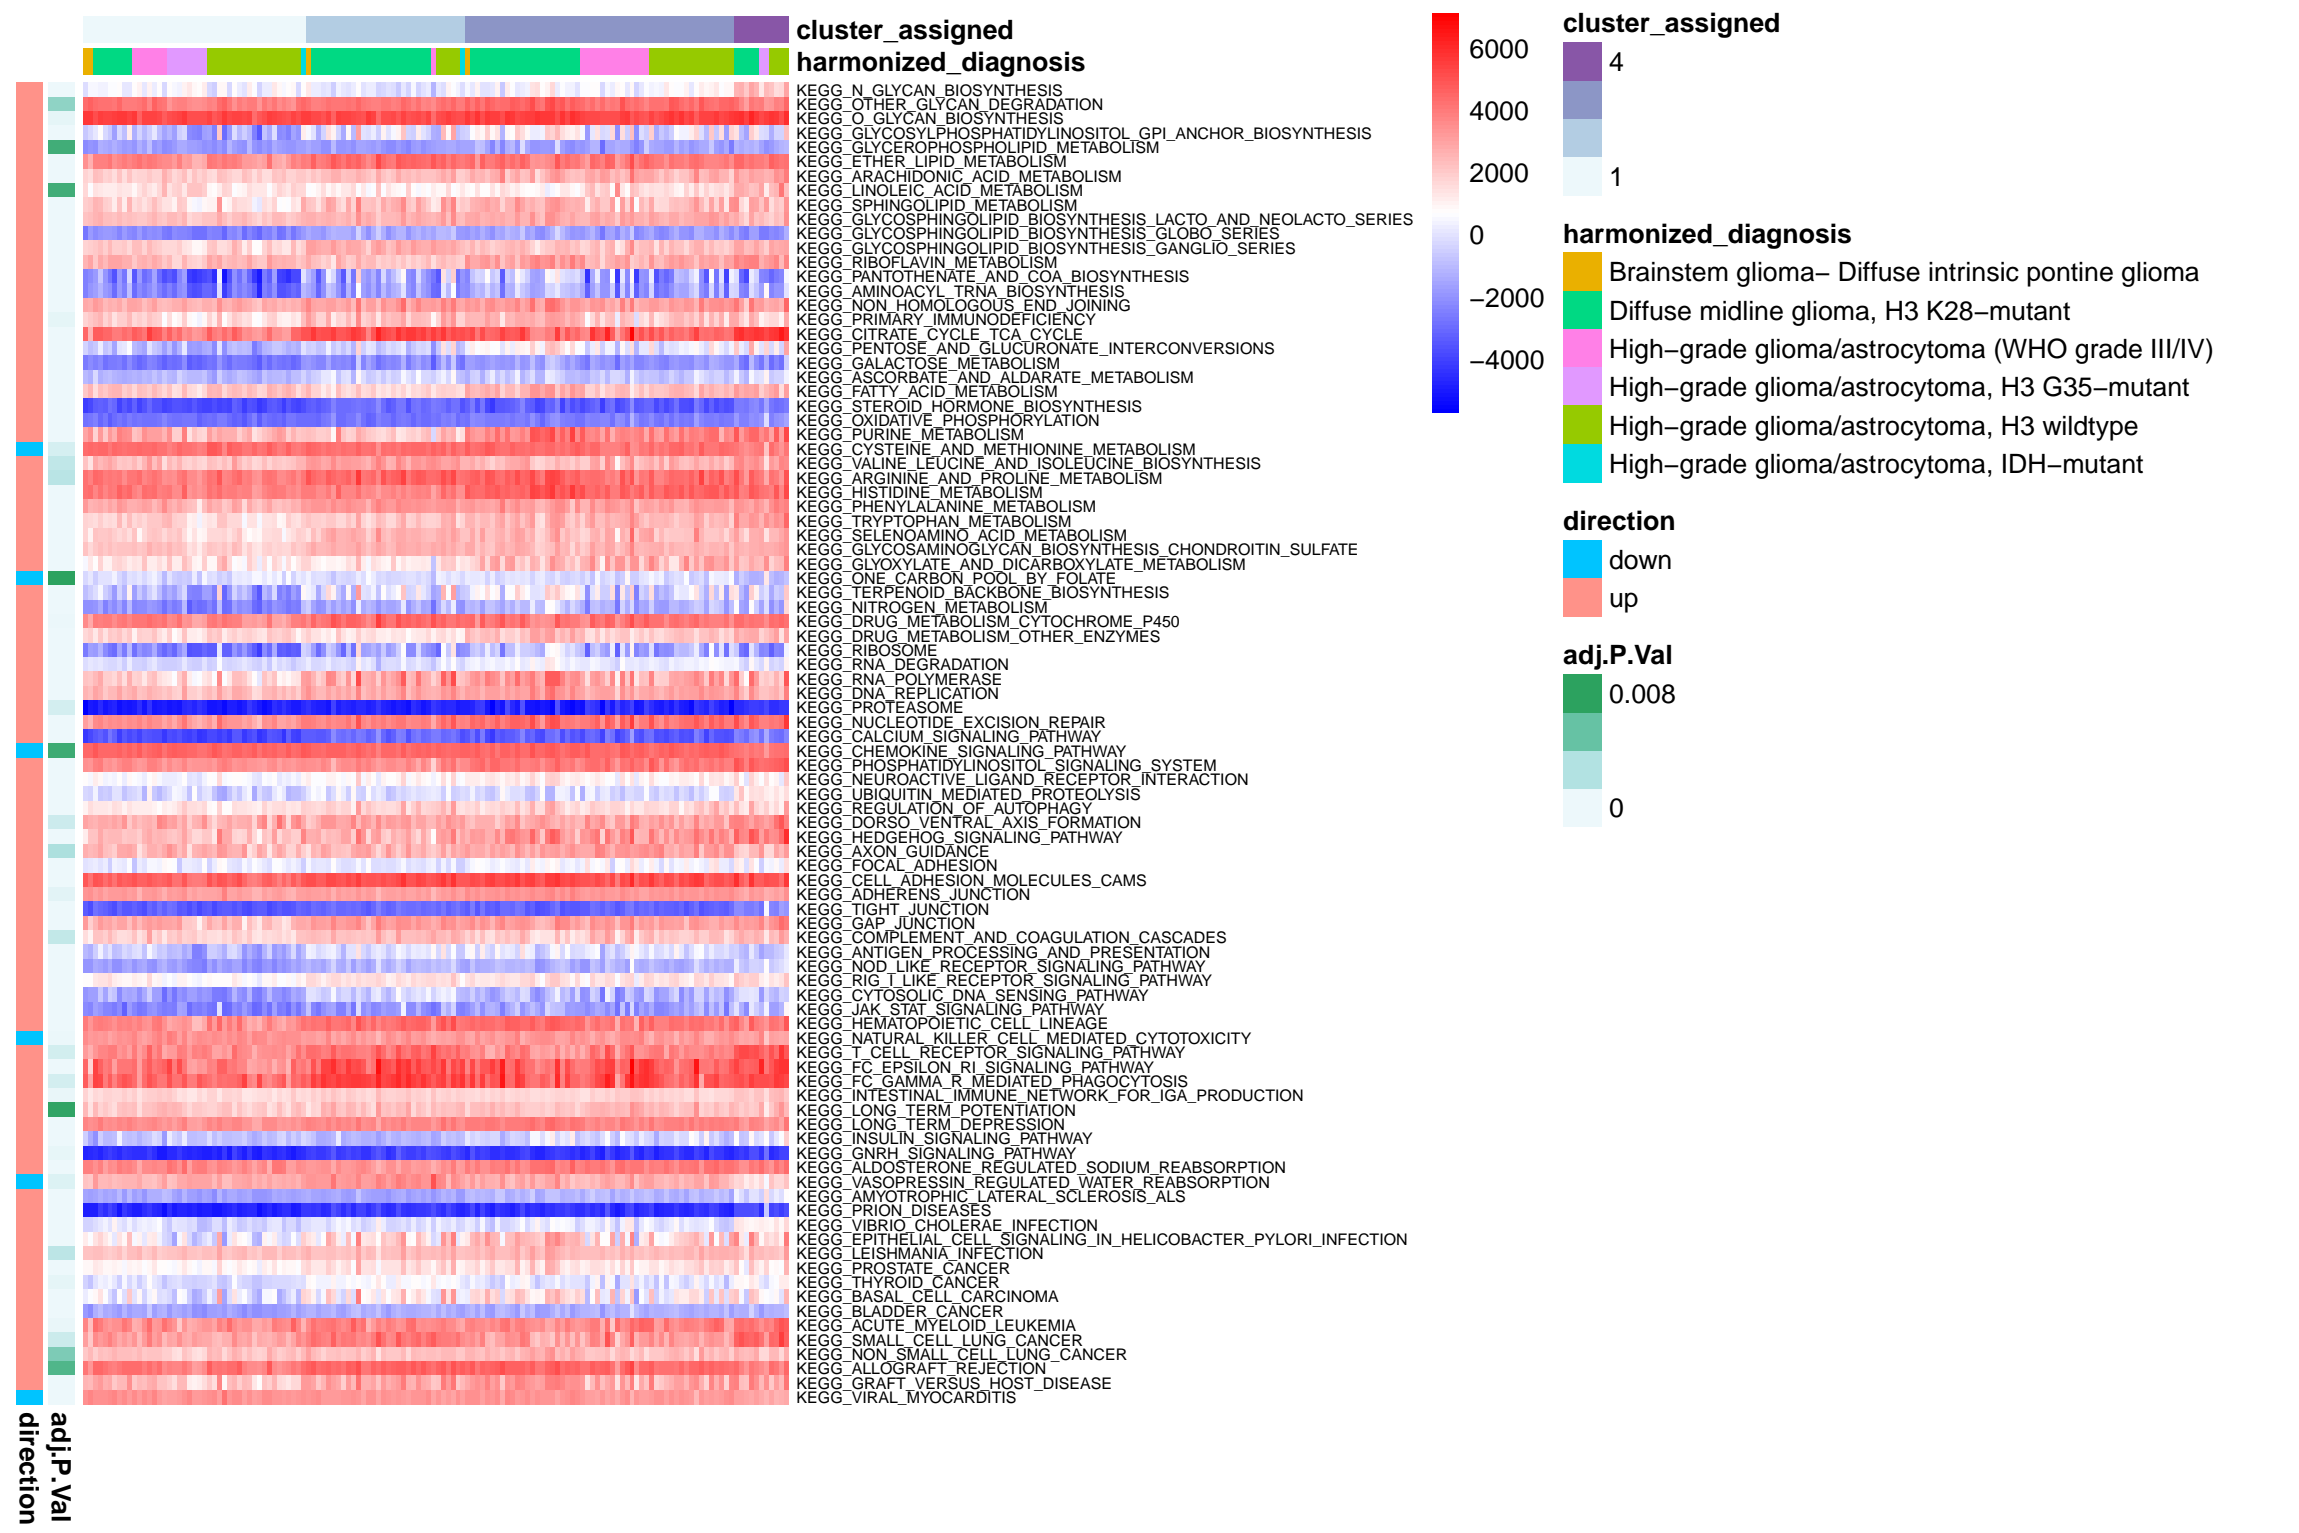 cluster_assigned
harmonized_diagnosis
KEGG_N_GLYCAN_BIOSYNTHESIS
KEGG_OTHER_GLYCAN_DEGRADATION
KEGG_O_GLYCAN_BIOSYNTHESIS
KEGG_GLYCOSYLPHOSPHATIDYLINOSITOL_GPI_ANCHOR_BIOSYNTHESIS
KEGG_GLYCEROPHOSPHOLIPID_METABOLISM
KEGG_ETHER_LIPID_METABOLISM
KEGG_ARACHIDONIC_ACID_METABOLISM
KEGG_LINOLEIC_ACID_METABOLISM
KEGG_SPHINGOLIPID_METABOLISM
KEGG_GLYCOSPHINGOLIPID_BIOSYNTHESIS_LACTO_AND_NEOLACTO_SERIES
KEGG_GLYCOSPHINGOLIPID_BIOSYNTHESIS_GLOBO_SERIES
KEGG_GLYCOSPHINGOLIPID_BIOSYNTHESIS_GANGLIO_SERIES
KEGG_RIBOFLAVIN_METABOLISM
KEGG_PANTOTHENATE_AND_COA_BIOSYNTHESIS
KEGG_AMINOACYL_TRNA_BIOSYNTHESIS
KEGG_NON_HOMOLOGOUS_END_JOINING
KEGG_PRIMARY_IMMUNODEFICIENCY
KEGG_CITRATE_CYCLE_TCA_CYCLE
KEGG_PENTOSE_AND_GLUCURONATE_INTERCONVERSIONS
KEGG_GALACTOSE_METABOLISM
KEGG_ASCORBATE_AND_ALDARATE_METABOLISM
KEGG_FATTY_ACID_METABOLISM
KEGG_STEROID_HORMONE_BIOSYNTHESIS
KEGG_OXIDATIVE_PHOSPHORYLATION
KEGG_PURINE_METABOLISM
KEGG_CYSTEINE_AND_METHIONINE_METABOLISM
KEGG_VALINE_LEUCINE_AND_ISOLEUCINE_BIOSYNTHESIS
KEGG_ARGININE_AND_PROLINE_METABOLISM
KEGG_HISTIDINE_METABOLISM
KEGG_PHENYLALANINE_METABOLISM
KEGG_TRYPTOPHAN_METABOLISM
KEGG_SELENOAMINO_ACID_METABOLISM
KEGG_GLYCOSAMINOGLYCAN_BIOSYNTHESIS_CHONDROITIN_SULFATE
KEGG_GLYOXYLATE_AND_DICARBOXYLATE_METABOLISM
KEGG_ONE_CARBON_POOL_BY_FOLATE
KEGG_TERPENOID_BACKBONE_BIOSYNTHESIS
KEGG_NITROGEN_METABOLISM
KEGG_DRUG_METABOLISM_CYTOCHROME_P450
KEGG_DRUG_METABOLISM_OTHER_ENZYMES
KEGG_RIBOSOME
KEGG_RNA_DEGRADATION
KEGG_RNA_POLYMERASE
KEGG_DNA_REPLICATION
KEGG_PROTEASOME
KEGG_NUCLEOTIDE_EXCISION_REPAIR
KEGG_CALCIUM_SIGNALING_PATHWAY
KEGG_CHEMOKINE_SIGNALING_PATHWAY
KEGG_PHOSPHATIDYLINOSITOL_SIGNALING_SYSTEM
KEGG_NEUROACTIVE_LIGAND_RECEPTOR_INTERACTION
KEGG_UBIQUITIN_MEDIATED_PROTEOLYSIS
KEGG_REGULATION_OF_AUTOPHAGY
KEGG_DORSO_VENTRAL_AXIS_FORMATION
KEGG_HEDGEHOG_SIGNALING_PATHWAY
KEGG_AXON_GUIDANCE
KEGG_FOCAL_ADHESION
KEGG_CELL_ADHESION_MOLECULES_CAMS
KEGG_ADHERENS_JUNCTION
KEGG_TIGHT_JUNCTION
KEGG_GAP_JUNCTION
KEGG_COMPLEMENT_AND_COAGULATION_CASCADES
KEGG_ANTIGEN_PROCESSING_AND_PRESENTATION
KEGG_NOD_LIKE_RECEPTOR_SIGNALING_PATHWAY
KEGG_RIG_I_LIKE_RECEPTOR_SIGNALING_PATHWAY
KEGG_CYTOSOLIC_DNA_SENSING_PATHWAY
KEGG_JAK_STAT_SIGNALING_PATHWAY
KEGG_HEMATOPOIETIC_CELL_LINEAGE
KEGG_NATURAL_KILLER_CELL_MEDIATED_CYTOTOXICITY
KEGG_T_CELL_RECEPTOR_SIGNALING_PATHWAY
KEGG_FC_EPSILON_RI_SIGNALING_PATHWAY
KEGG_FC_GAMMA_R_MEDIATED_PHAGOCYTOSIS
KEGG_INTESTINAL_IMMUNE_NETWORK_FOR_IGA_PRODUCTION
KEGG_LONG_TERM_POTENTIATION
KEGG_LONG_TERM_DEPRESSION
KEGG_INSULIN_SIGNALING_PATHWAY
KEGG_GNRH_SIGNALING_PATHWAY
KEGG_ALDOSTERONE_REGULATED_SODIUM_REABSORPTION
KEGG_VASOPRESSIN_REGULATED_WATER_REABSORPTION
KEGG_AMYOTROPHIC_LATERAL_SCLEROSIS_ALS
KEGG_PRION_DISEASES
KEGG_VIBRIO_CHOLERAE_INFECTION
KEGG_EPITHELIAL_CELL_SIGNALING_IN_HELICOBACTER_PYLORI_INFECTION
KEGG_LEISHMANIA_INFECTION
KEGG_PROSTATE_CANCER
KEGG_THYROID_CANCER
KEGG_BASAL_CELL_CARCINOMA
KEGG_BLADDER_CANCER
KEGG_ACUTE_MYELOID_LEUKEMIA
KEGG_SMALL_CELL_LUNG_CANCER
KEGG_NON_SMALL_CELL_LUNG_CANCER
KEGG_ALLOGRAFT_REJECTION
KEGG_GRAFT_VERSUS_HOST_DISEASE
KEGG_VIRAL_MYOCARDITIS
direction
adj.P.Val
6000
4000
2000
0
−2000
−4000
cluster_assigned
4
1
harmonized_diagnosis
Brainstem glioma− Diffuse intrinsic pontine glioma
Diffuse midline glioma, H3 K28−mutant
High−grade glioma/astrocytoma (WHO grade III/IV)
High−grade glioma/astrocytoma, H3 G35−mutant
High−grade glioma/astrocytoma, H3 wildtype
High−grade glioma/astrocytoma, IDH−mutant
direction
down
up
adj.P.Val
0.008
0